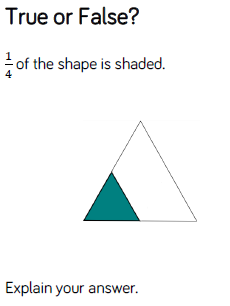 True or False?
1/4 of the shape is shaded.
Explain your answer.